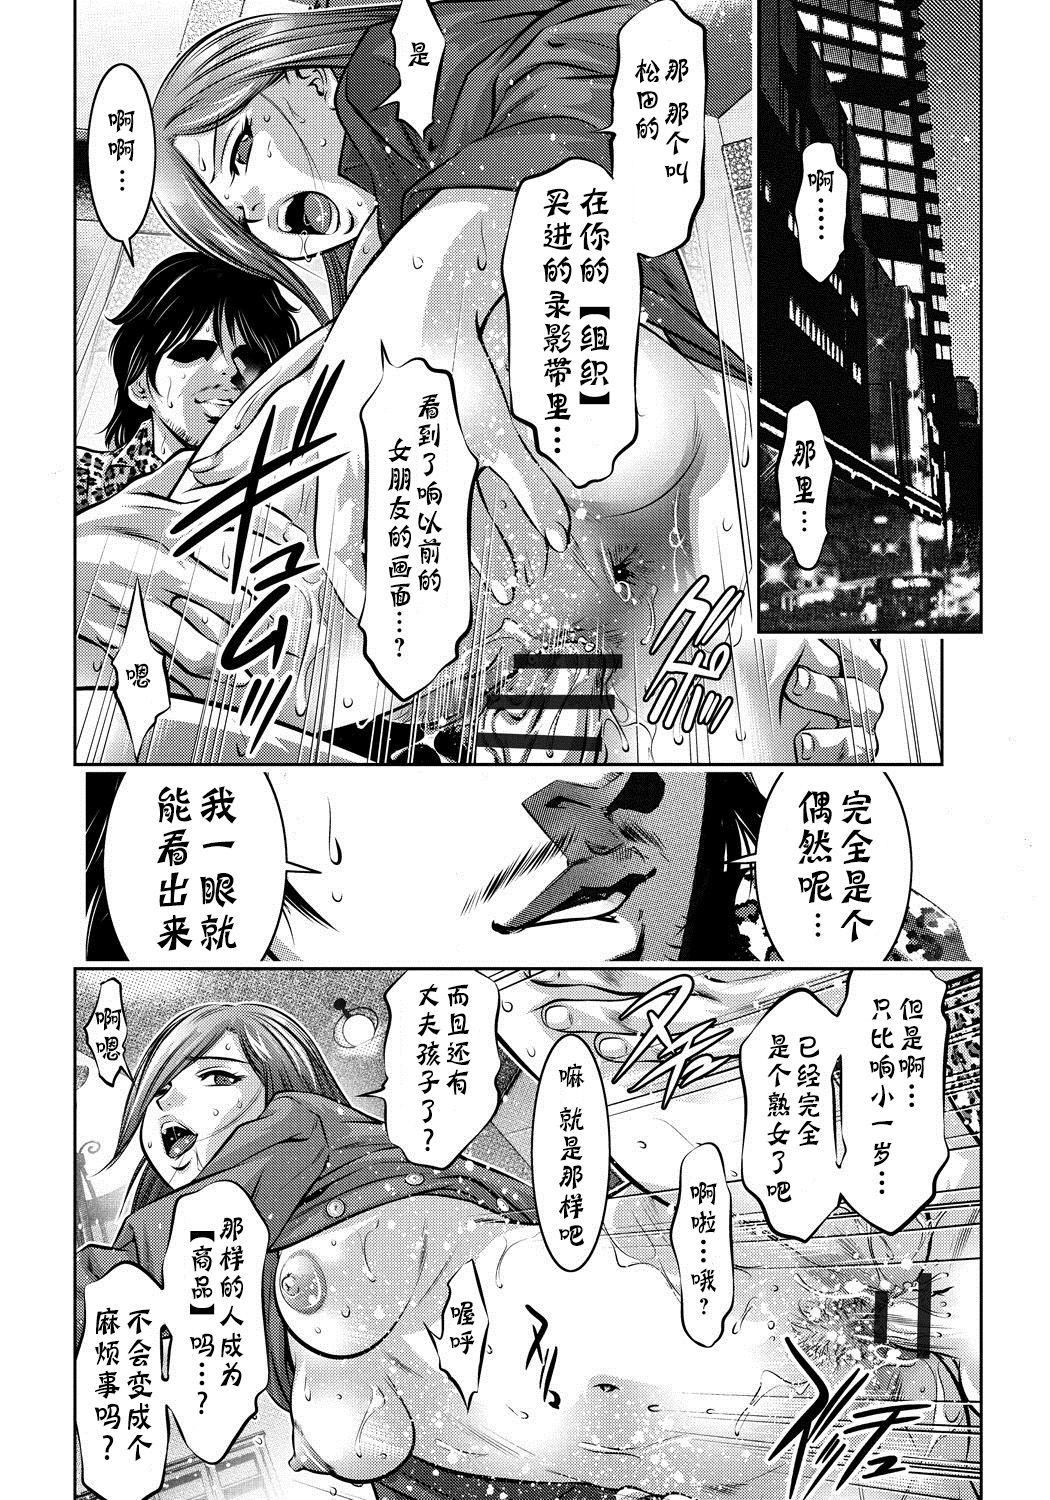 啊……
那里…
那 那个叫
松田的
是
在你的【组织】
买进的录影带里…
啊
啊…
看到了响以前的
女朋友的画面…?
嗯
完全是个
偶然呢…
我一眼就
能看出来
但是啊…
只比响小一岁…
已经完全
是个熟女了吧
嘛 就是那样吧
啊啦…哦?
而且还有
丈夫孩子了?
啊嗯
喔呼
那样的人成为
【商品】吗…?
不会变成个
麻烦事吗?